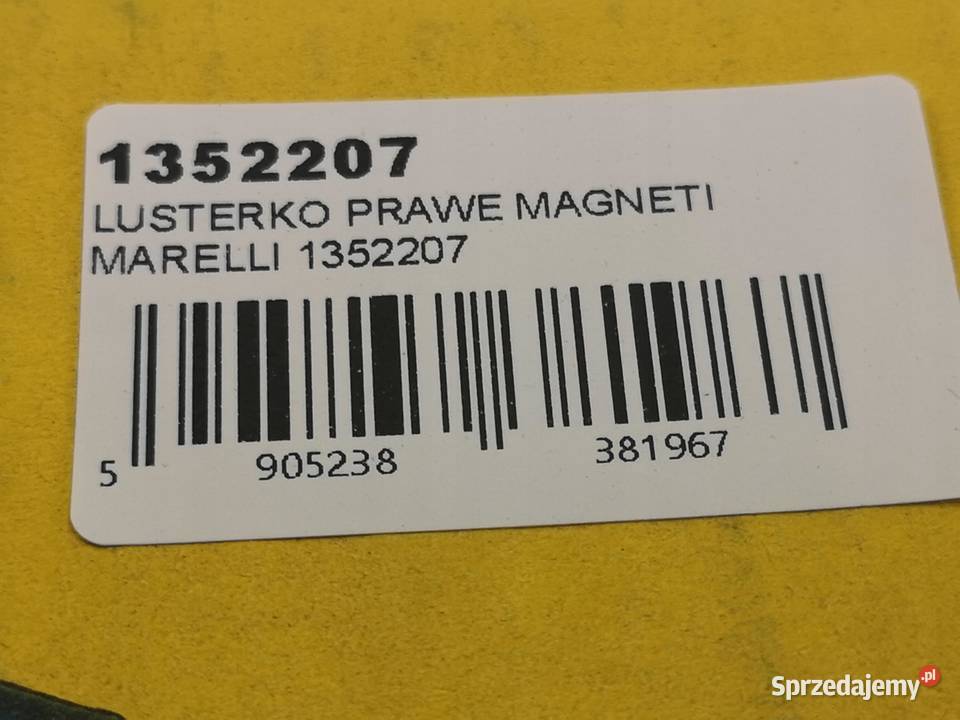 1352207
LUSTERKO PRAWE MAGNETI
MARELLI 1352207
5 905238 381967
Sprzedajemy.pl